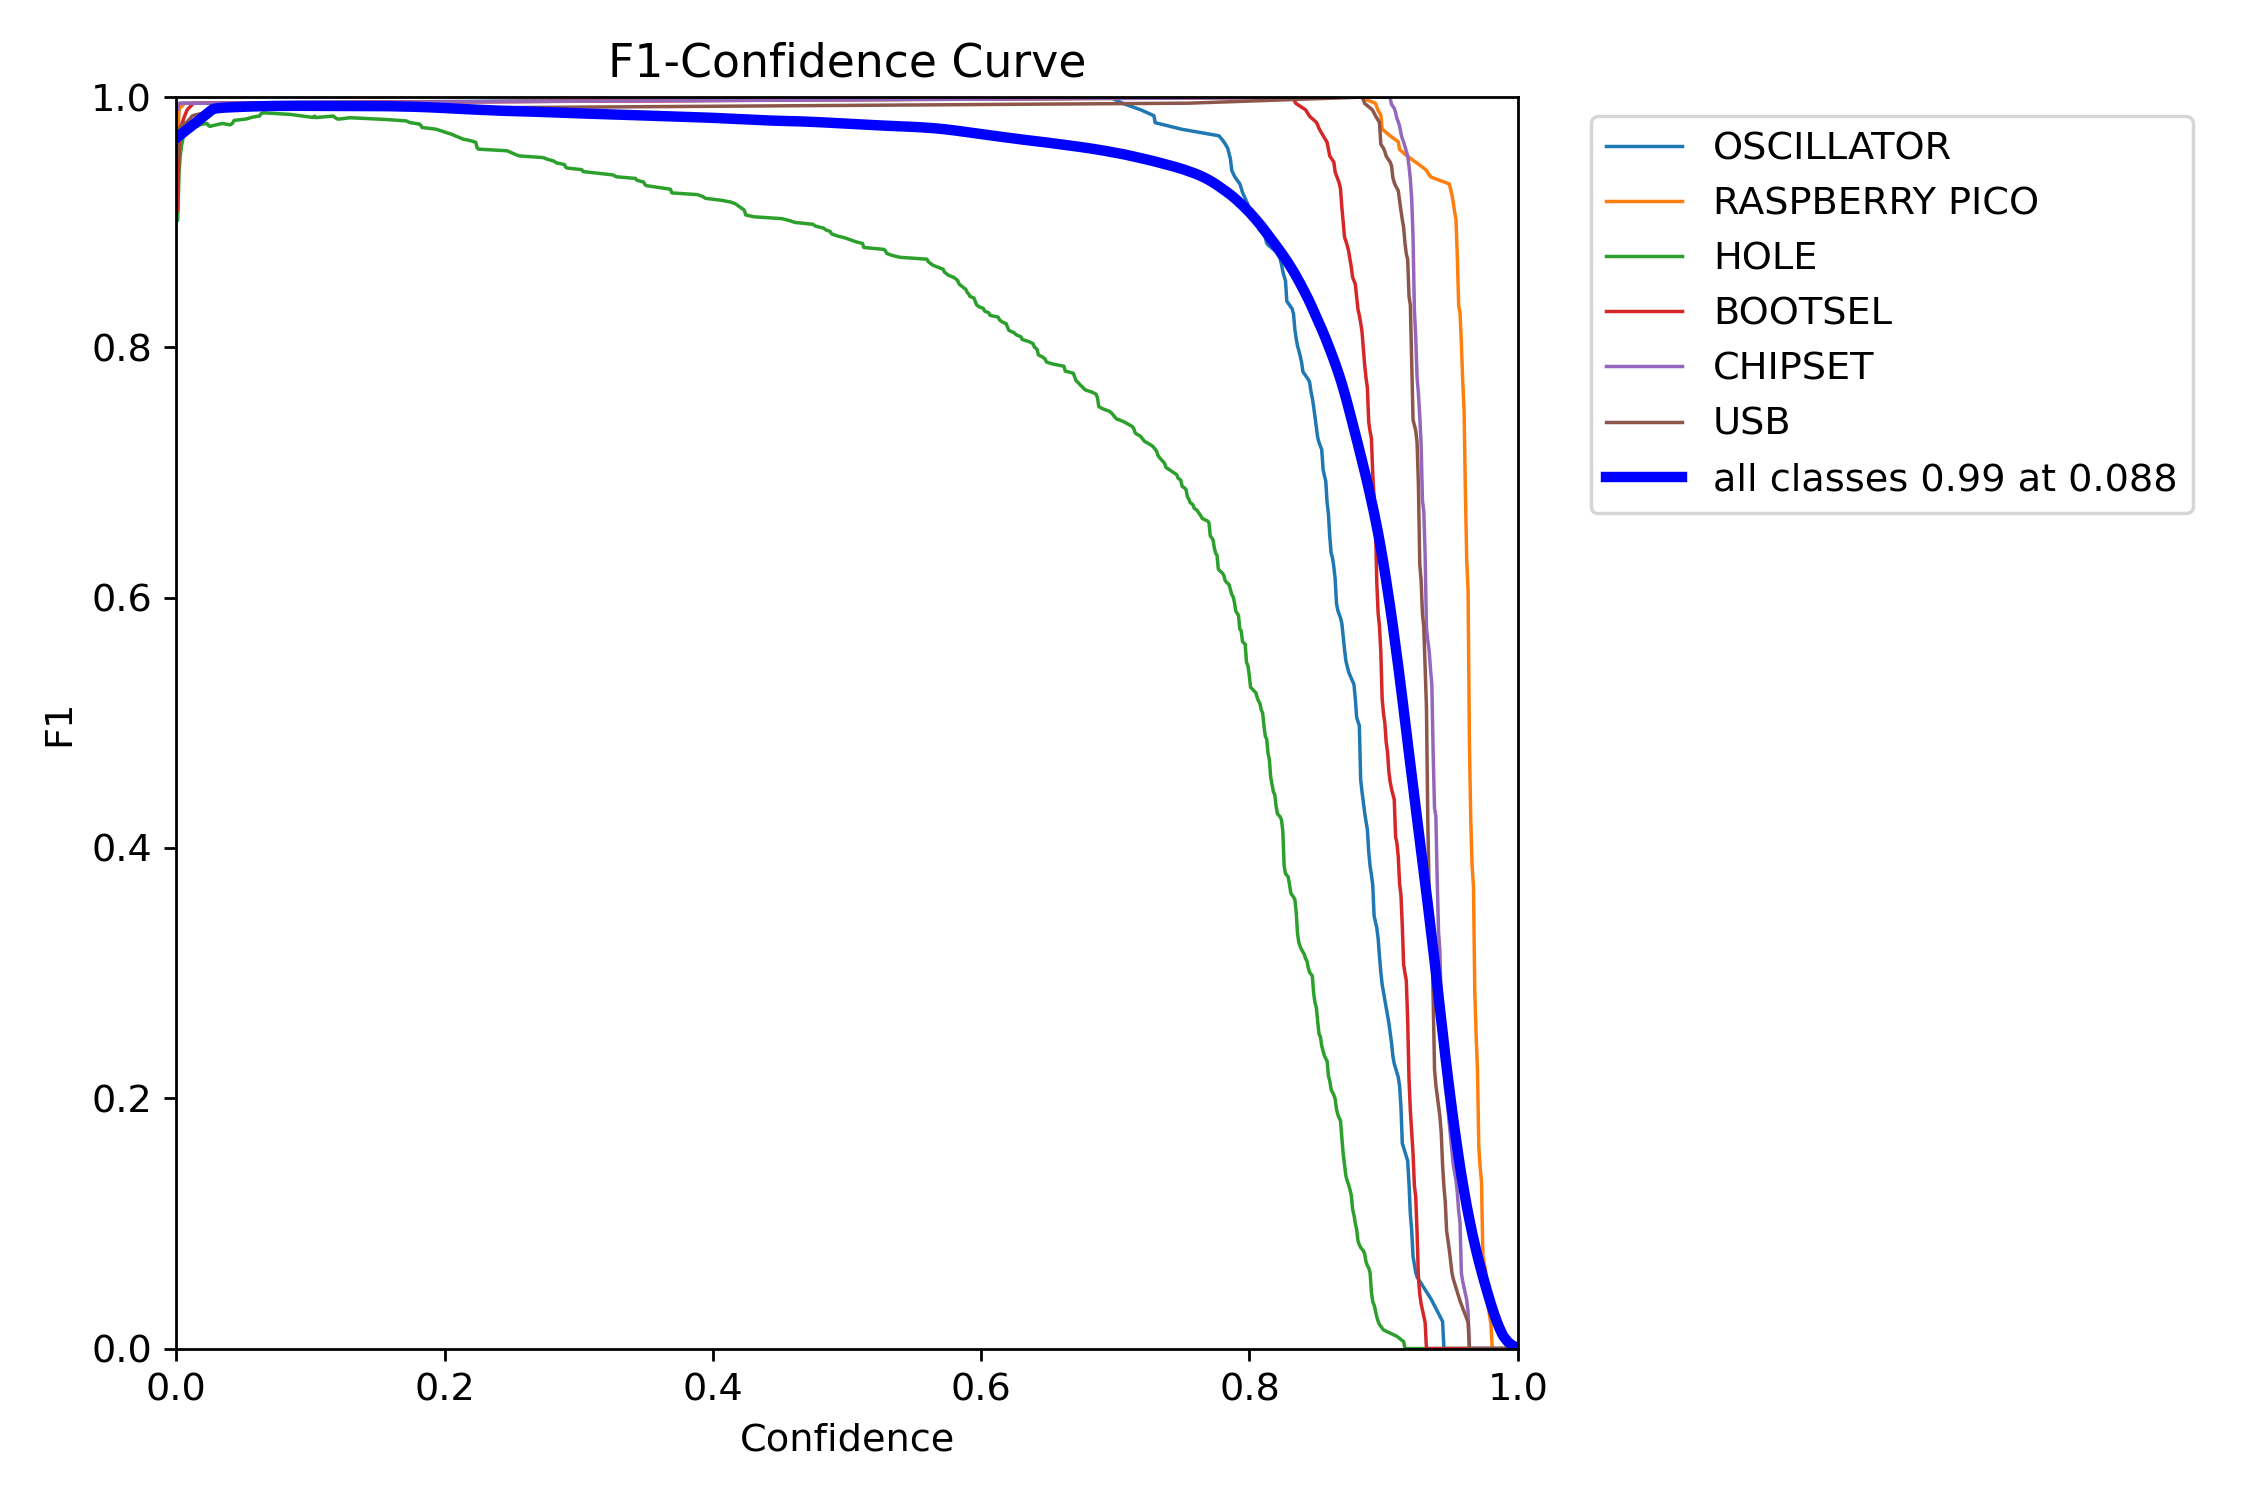 F1-Confidence Curve
1.0
0.8
0.6
0.4
0.2
0.0
F1
0.0 0.2 0.4 0.6 0.8 1.0
Confidence
OSCILLATOR
RASPBERRY PICO
HOLE
BOOTSEL
CHIPSET
USB
all classes 0.99 at 0.088